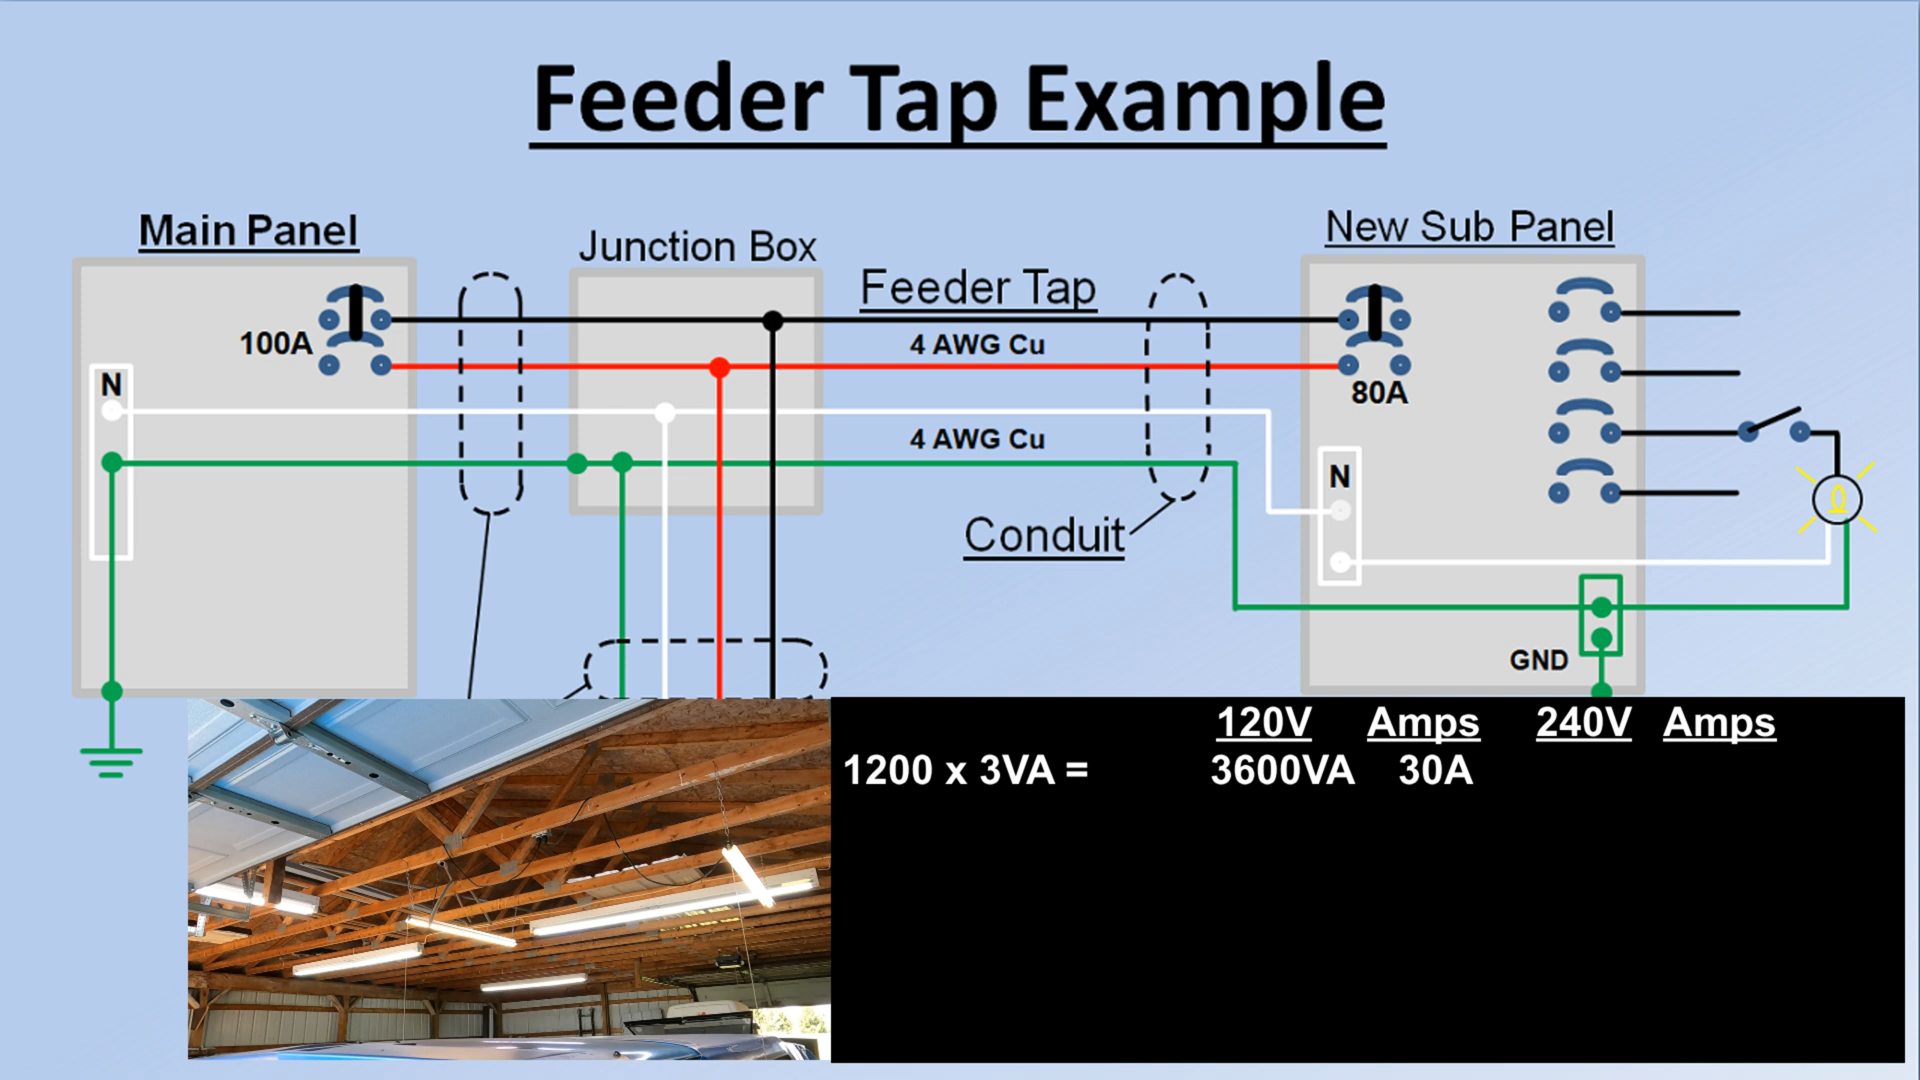 Feeder Tap Example
Main Panel
Junction Box
New Sub Panel
Feeder Tap
100A
4 AWG Cu
N
80A
4 AWG Cu
N
Conduit
GND
120V Amps 240V Amps
1200 x 3VA = 3600VA 30A